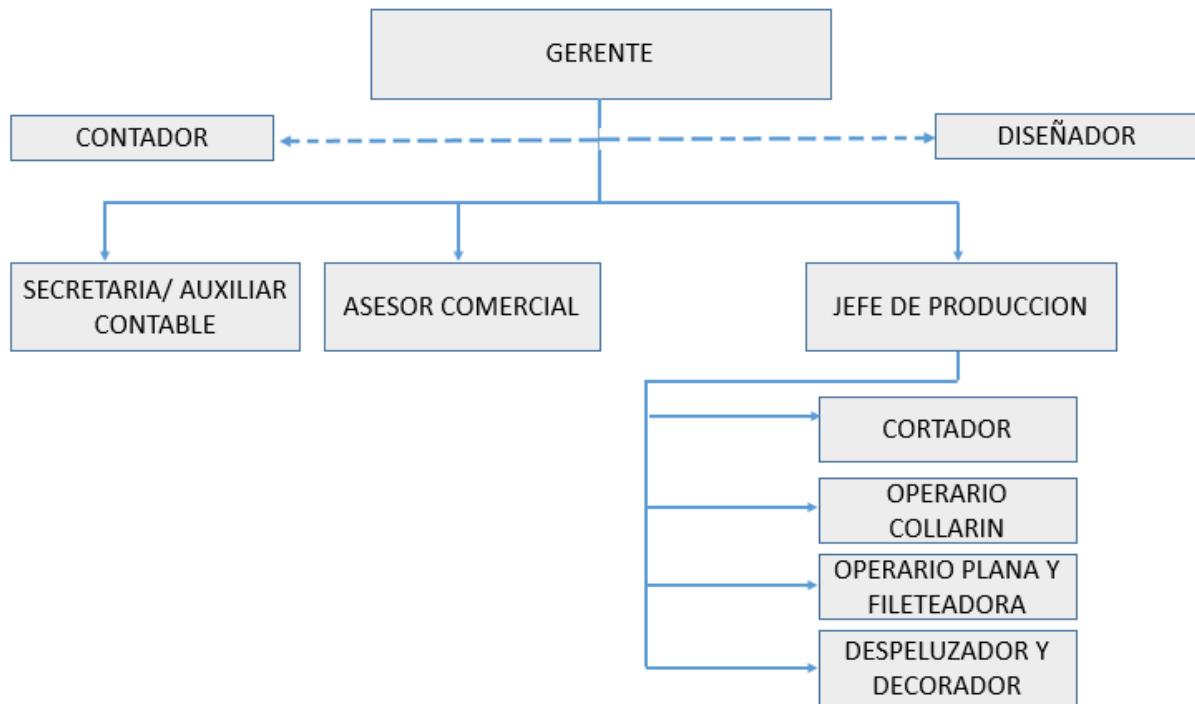 GERENTE
CONTADOR
DISEÑADOR
SECRETARIA/ AUXILIAR
CONTABLE
ASESOR COMERCIAL
JEFE DE PRODUCCION
CORTADOR
OPERARIO
COLLARIN
OPERARIO PLANA Y
FILETEADORA
DESPELUZADOR Y
DECORADOR